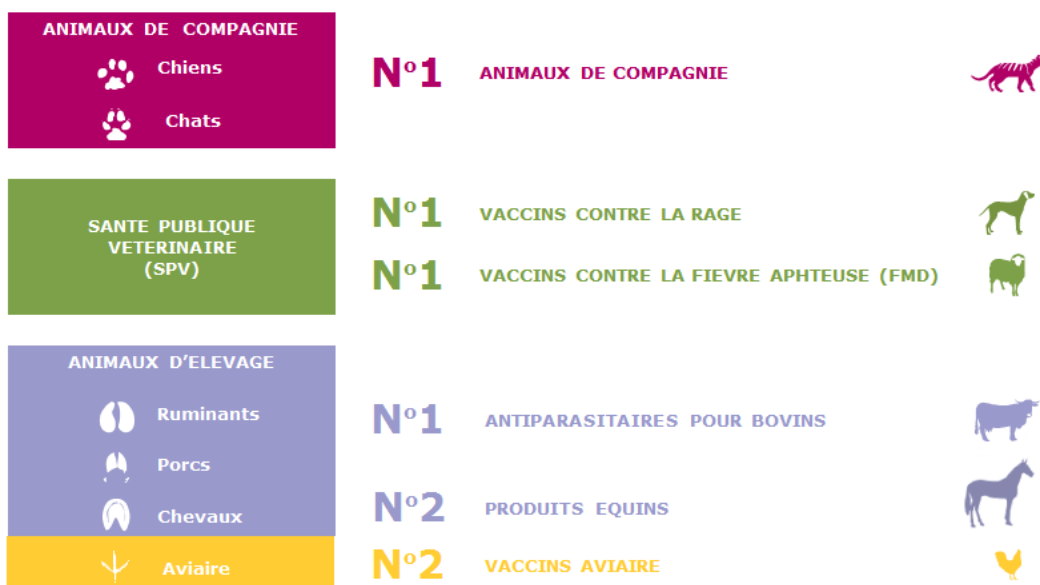 ANIMAUX DE COMPAGNIE
Chiens
Chats
N°1 ANIMAUX DE COMPAGNIE
SANTE PUBLIQUE
VETERINAIRE
(SPV)
N°1 VACCINS CONTRE LA RAGE
N°1 VACCINS CONTRE LA FIEVRE APHTEUSE (FMD)
ANIMAUX D'ELEVAGE
Ruminants
N°1 ANTIPARASITAIRES POUR BOVINS
Porcs
Chevaux
N°2 PRODUITS EQUINS
Aviaire
N°2 VACCINS AVIAIRE